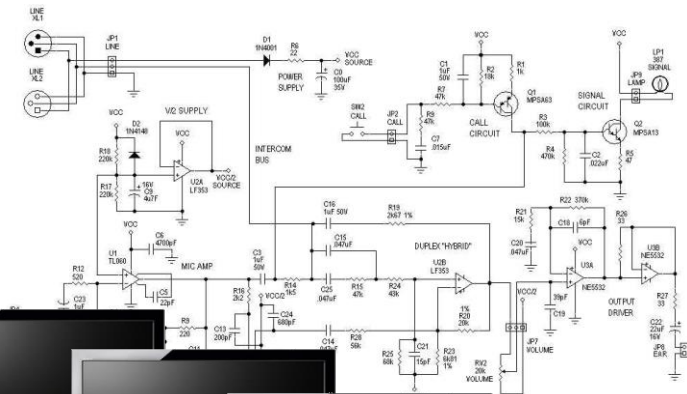 LINE
XL1
JP1
LINE
LINE
XL2
D1
1N4001
R6
22
VCC
SOURCE
POWER
SUPPLY
C0
100uF
35V
C1
1uF
50V
R2
10k
R1
1k
Q1
MPSA63
R7
47k
SW2
CALL
JP2
CALL
R9
47k
C7
.015uF
CALL
CIRCUIT
VCC
LP1
387
SIGNAL
JP9
LAMP
SIGNAL
CIRCUIT
R3
100k
Q2
MPSA13
R4
470k
C2
.022uF
R5
47
V/2 SUPPLY
VCC
D2
1N4148
VCC
R18
220k
R17
220k
16V
C9
4u7F
U2A
LF353
VCC/2
SOURCE
INTERCOM
BUS
C6
4700pF
U1
TL060
MIC AMP
R12
520
C23
1uF
C5
22pF
R9
220
C3
1uF
50V
C16
1uF 50V
R19
2k67 1%
C15
.047uF
R14
1k5
C25
.047uF
R15
47k
R24
43k
DUPLEX "HYBRID"
U2B
LF353
R16
2k2
VCC/2
C24
680pF
C13
200pF
C14
R28
56k
1%
R20
20k
R25
68k
C21
15pF
R23
6k81
1%
RV2
20k
VOLUME
VCC/2
JP7
VOLUME
R22 370k
R21
15k
C18
6pF
VCC
C20
.047uF
U3A
NE5532
39pF
C19
R26
33
U3B
NE5532
OUTPUT
DRIVER
R27
33
C22
22uF
16V
JP8
EAR